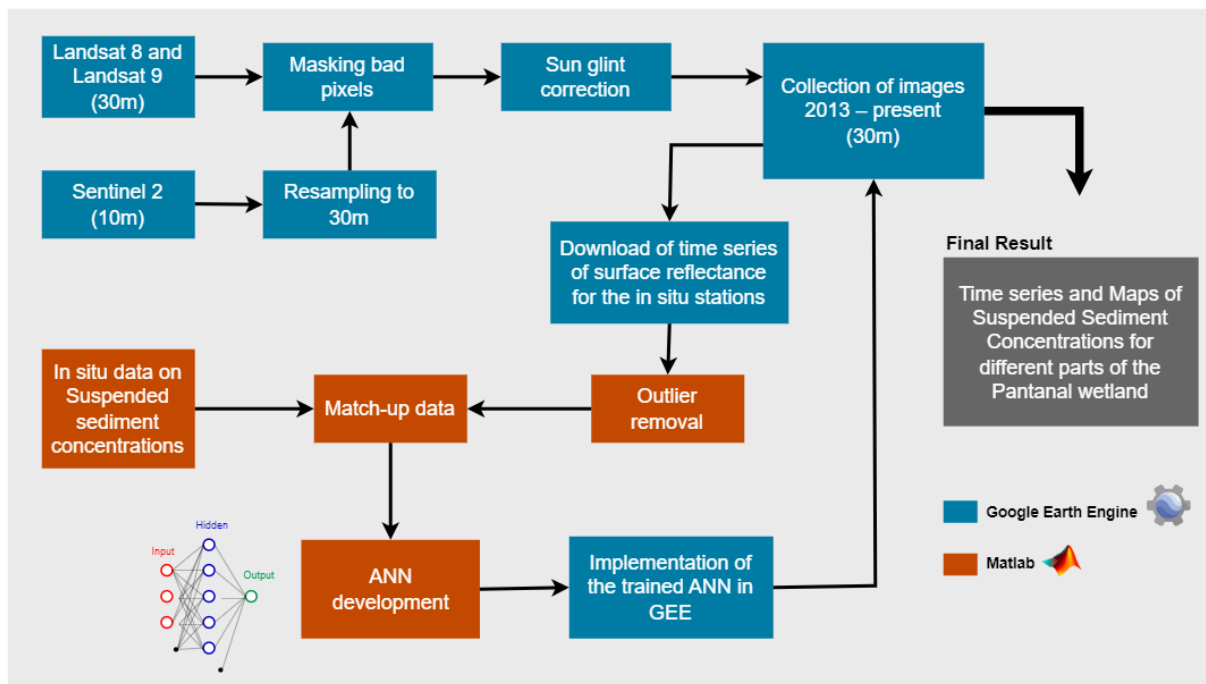 Landsat 8 and
Landsat 9
(30m)
Masking bad
pixels
Sun glint
correction
Collection of images
2013 – present
(30m)
Sentinel 2
(10m)
Resampling to
30m
Download of time series
of surface reflectance
for the in situ stations
Final Result
Time series and Maps of
Suspended Sediment
Concentrations for
different parts of the
Pantanal wetland
In situ data on
Suspended
sediment
concentrations
Match-up data
Outlier
removal
Google Earth Engine
Matlab
Hidden
Input
Output
ANN
development
Implementation of
the trained ANN in
GEE